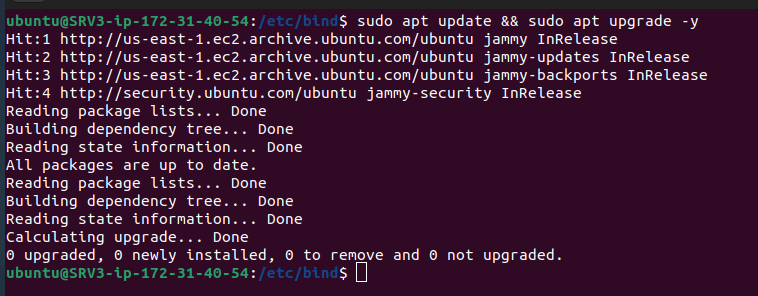 ubuntu@SRV3-ip-172-31-40-54:/etc/bind$ sudo apt update && sudo apt upgrade -y
Hit:1 http://us-east-1.ec2.archive.ubuntu.com/ubuntu jammy InRelease
Hit:2 http://us-east-1.ec2.archive.ubuntu.com/ubuntu jammy-updates InRelease
Hit:3 http://us-east-1.ec2.archive.ubuntu.com/ubuntu jammy-backports InRelease
Hit:4 http://security.ubuntu.com/ubuntu jammy-security InRelease
Reading package lists... Done
Building dependency tree... Done
Reading state information... Done
All packages are up to date.
Reading package lists... Done
Building dependency tree... Done
Reading state information... Done
Calculating upgrade... Done
0 upgraded, 0 newly installed, 0 to remove and 0 not upgraded.
ubuntu@SRV3-ip-172-31-40-54:/etc/bind$